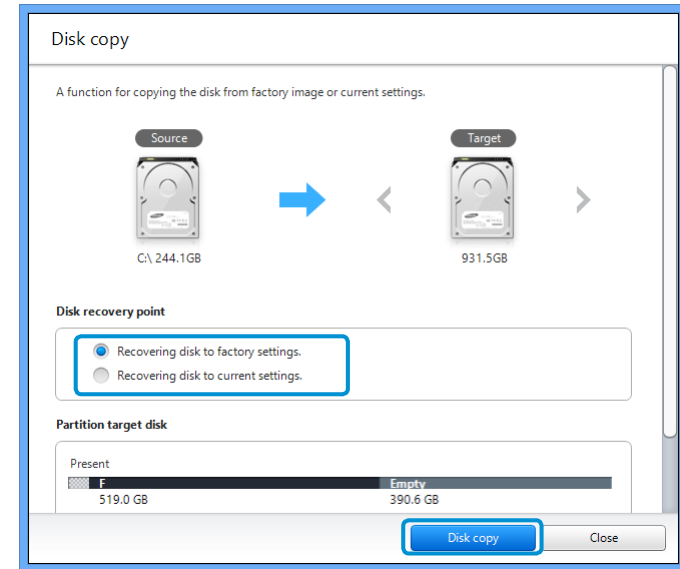 Disk copy
A function for copying the disk from factory image or current settings.
Source
Target
C:\ 244.1GB
931.5GB
Disk recovery point
Recovering disk to factory settings.
Recovering disk to current settings.
Partition target disk
Present
F
Empty
519.0 GB
390.6 GB
Disk copy
Close